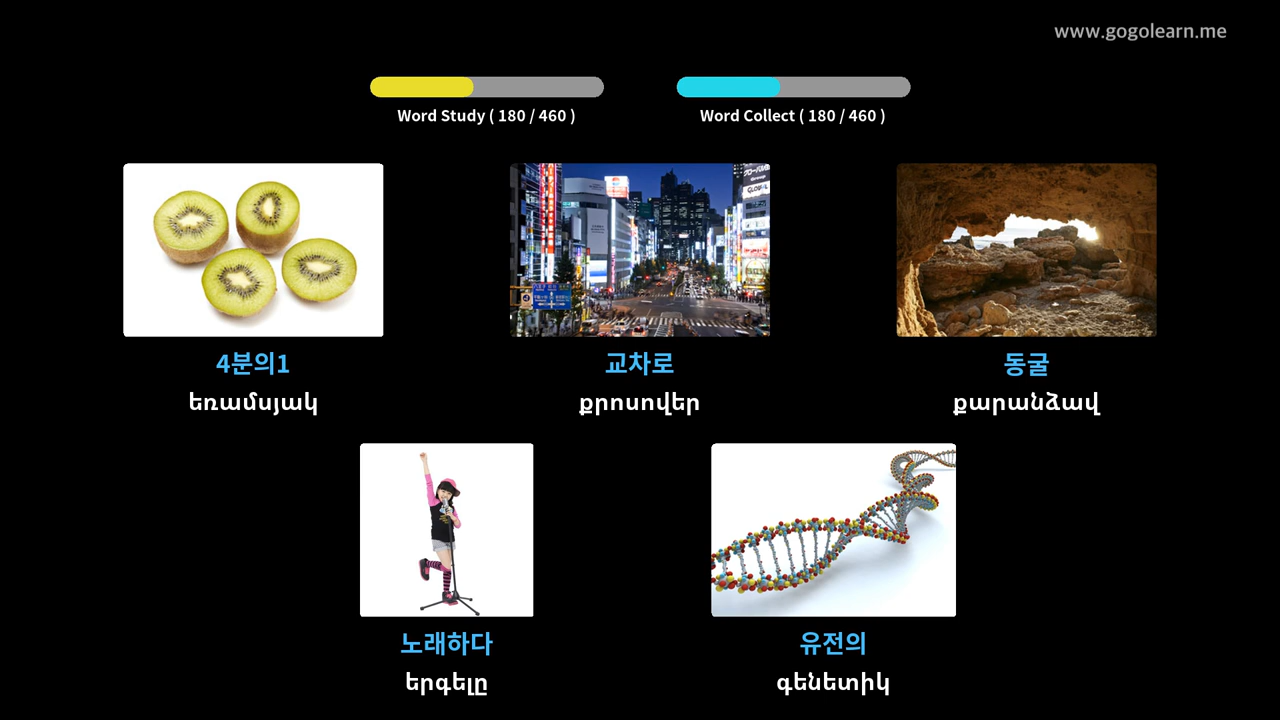 www.gogolearn.me
Word Study ( 180 / 460 )
Word Collect ( 180 / 460 )
4분의1
եռամսյակ
교차로
քրոսովեր
동굴
քարանձավ
노래하다
երգելը
유전의
գենետիկ